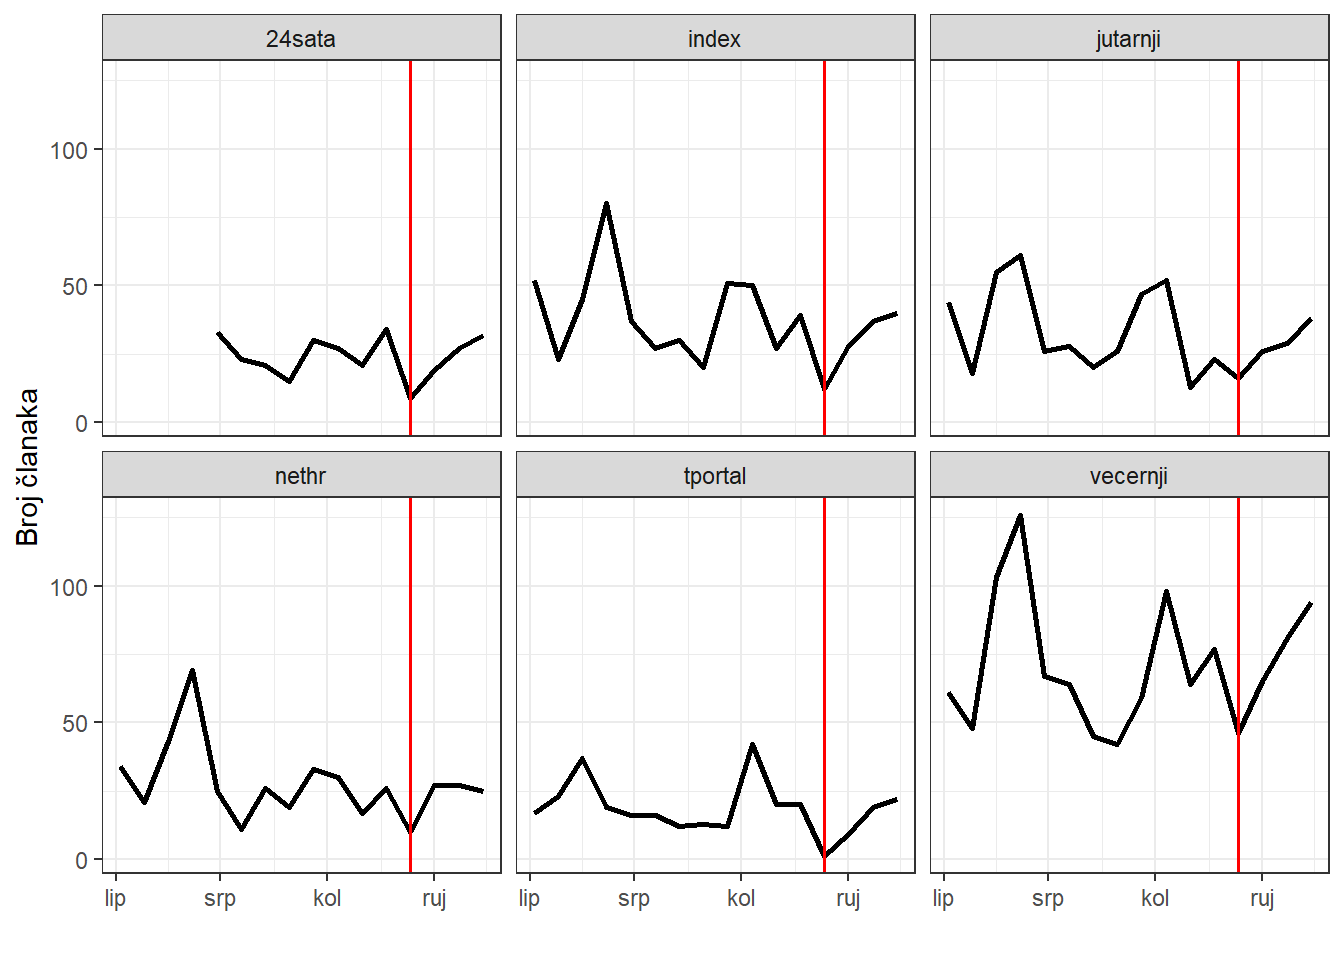 24sata index jutarnji
100
50
0
nethr tportal vecernji
100
50
0
lip srp kol ruj lip srp kol ruj lip srp kol ruj
Broj članaka